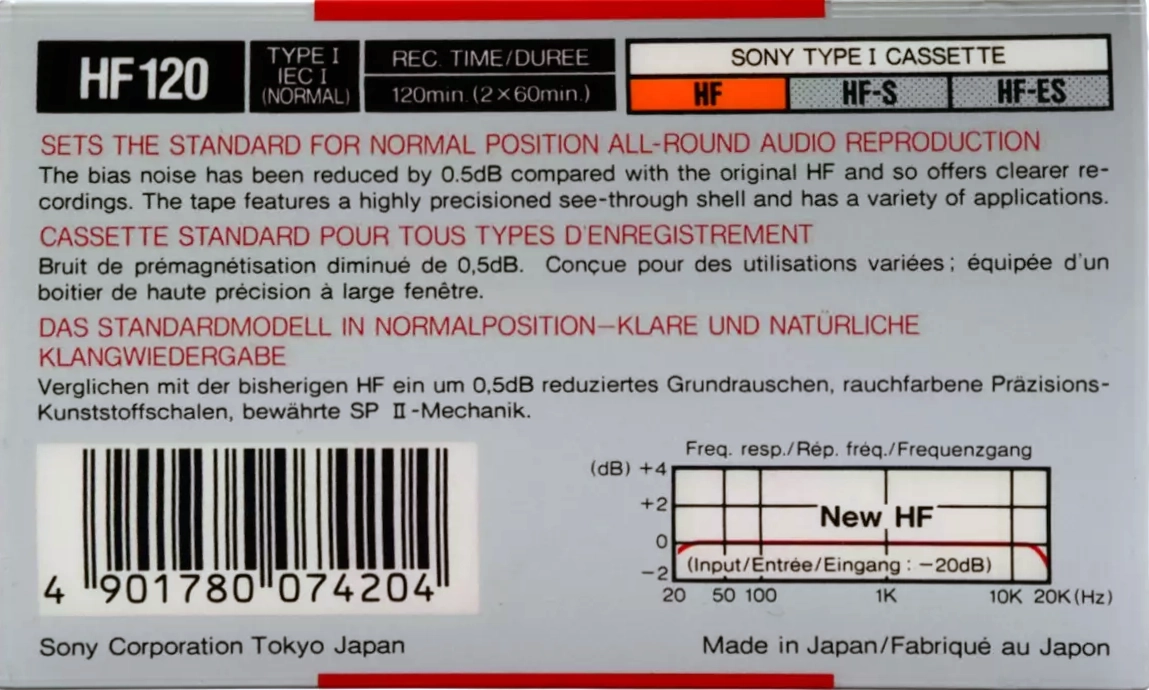 HF 120
TYPE I
IEC I
(NORMAL)
REC. TIME/DUREE
120min. (2×60min.)
SONY TYPE I CASSETTE
HF HF-S HF-ES
SETS THE STANDARD FOR NORMAL POSITION ALL-ROUND AUDIO REPRODUCTION
The bias noise has been reduced by 0.5dB compared with the original HF and so offers clearer re-
cordings. The tape features a highly precisioned see-through shell and has a variety of applications.
CASSETTE STANDARD POUR TOUS TYPES D'ENREGISTREMENT
Bruit de prémagnétisation diminué de 0,5dB. Conçue pour des utilisations variées; équipée d'un
boitier de haute précision à large fenêtre.
DAS STANDARDMODELL IN NORMALPOSITION—KLARE UND NATÜRLICHE
KLANGWIEDERGABE
Verglichen mit der bisherigen HF ein um 0,5dB reduziertes Grundrauschen, rauchfarbene Präzisions-
Kunststoffschalen, bewährte SP II-Mechanik.
4 901780 074204
Freq. resp./Rép. fréq./Frequenzgang
(dB) +4
+2
New HF
0
(Input/Entrée/Eingang : −20dB)
−2
20 50 100 1K 10K 20K (Hz)
Sony Corporation Tokyo Japan
Made in Japan/Fabriqué au Japon